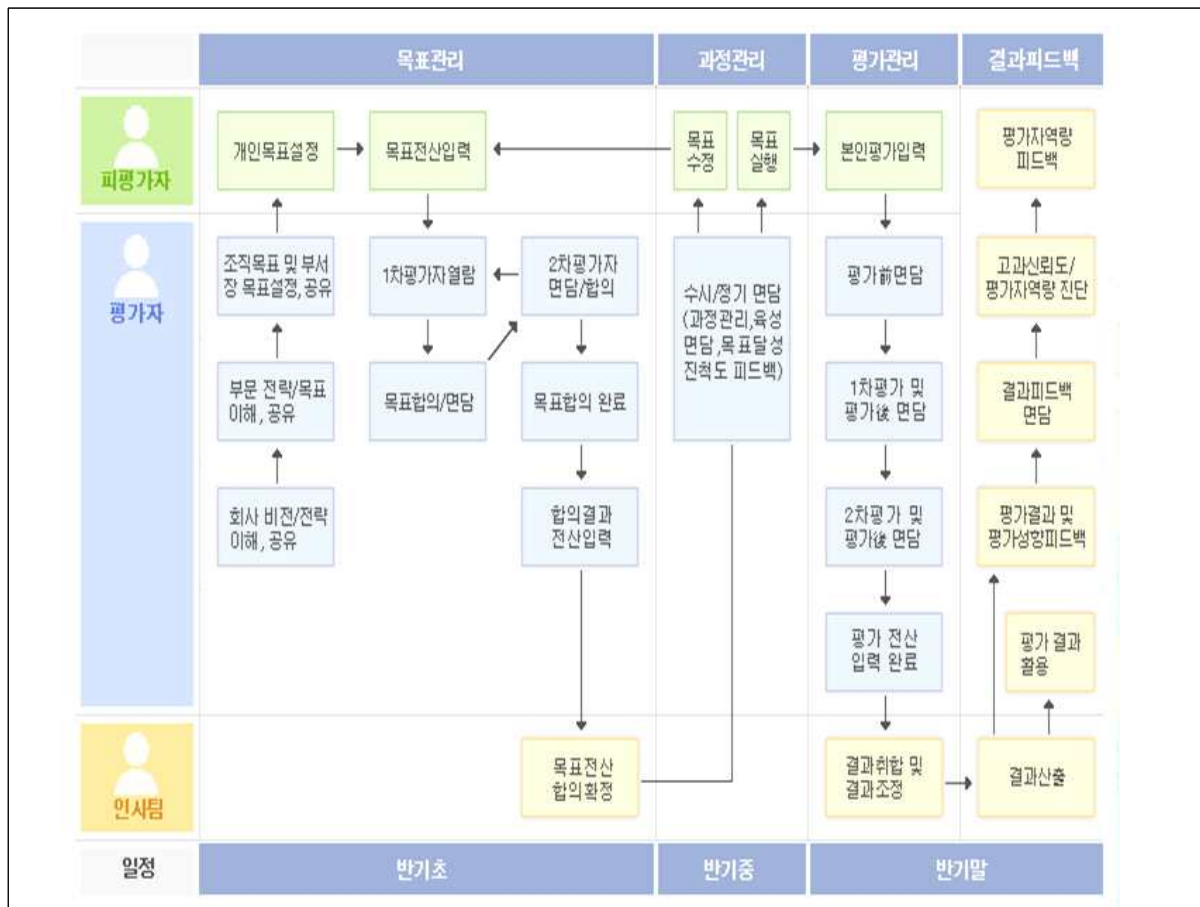 목표관리
과정관리
평가관리
결과피드백
피평가자
개인목표설정
목표전산입력
목표
수정
목표
실행
본인평가입력
평가자역량
피드백
평가자
조직목표 및 부서
장 목표설정, 공유
1차평가자열람
2차평가자
면담/합의
수시/정기 면담
(과정관리,육성
면담,목표달성
진척도 피드백)
평가前면담
고과신뢰도/
평가자역량 진단
부문 전략/목표
이해, 공유
목표합의/면담
목표합의 완료
1차평가 및
평가後 면담
결과피드백
면담
회사 비전/전략
이해, 공유
합의결과
전산입력
2차평가 및
평가後 면담
평가결과 및
평가성향피드백
평가 전산
입력 완료
평가 결과
활용
인사팀
목표전산
합의확정
결과취합 및
결과조정
결과산출
일정
반기초
반기중
반기말